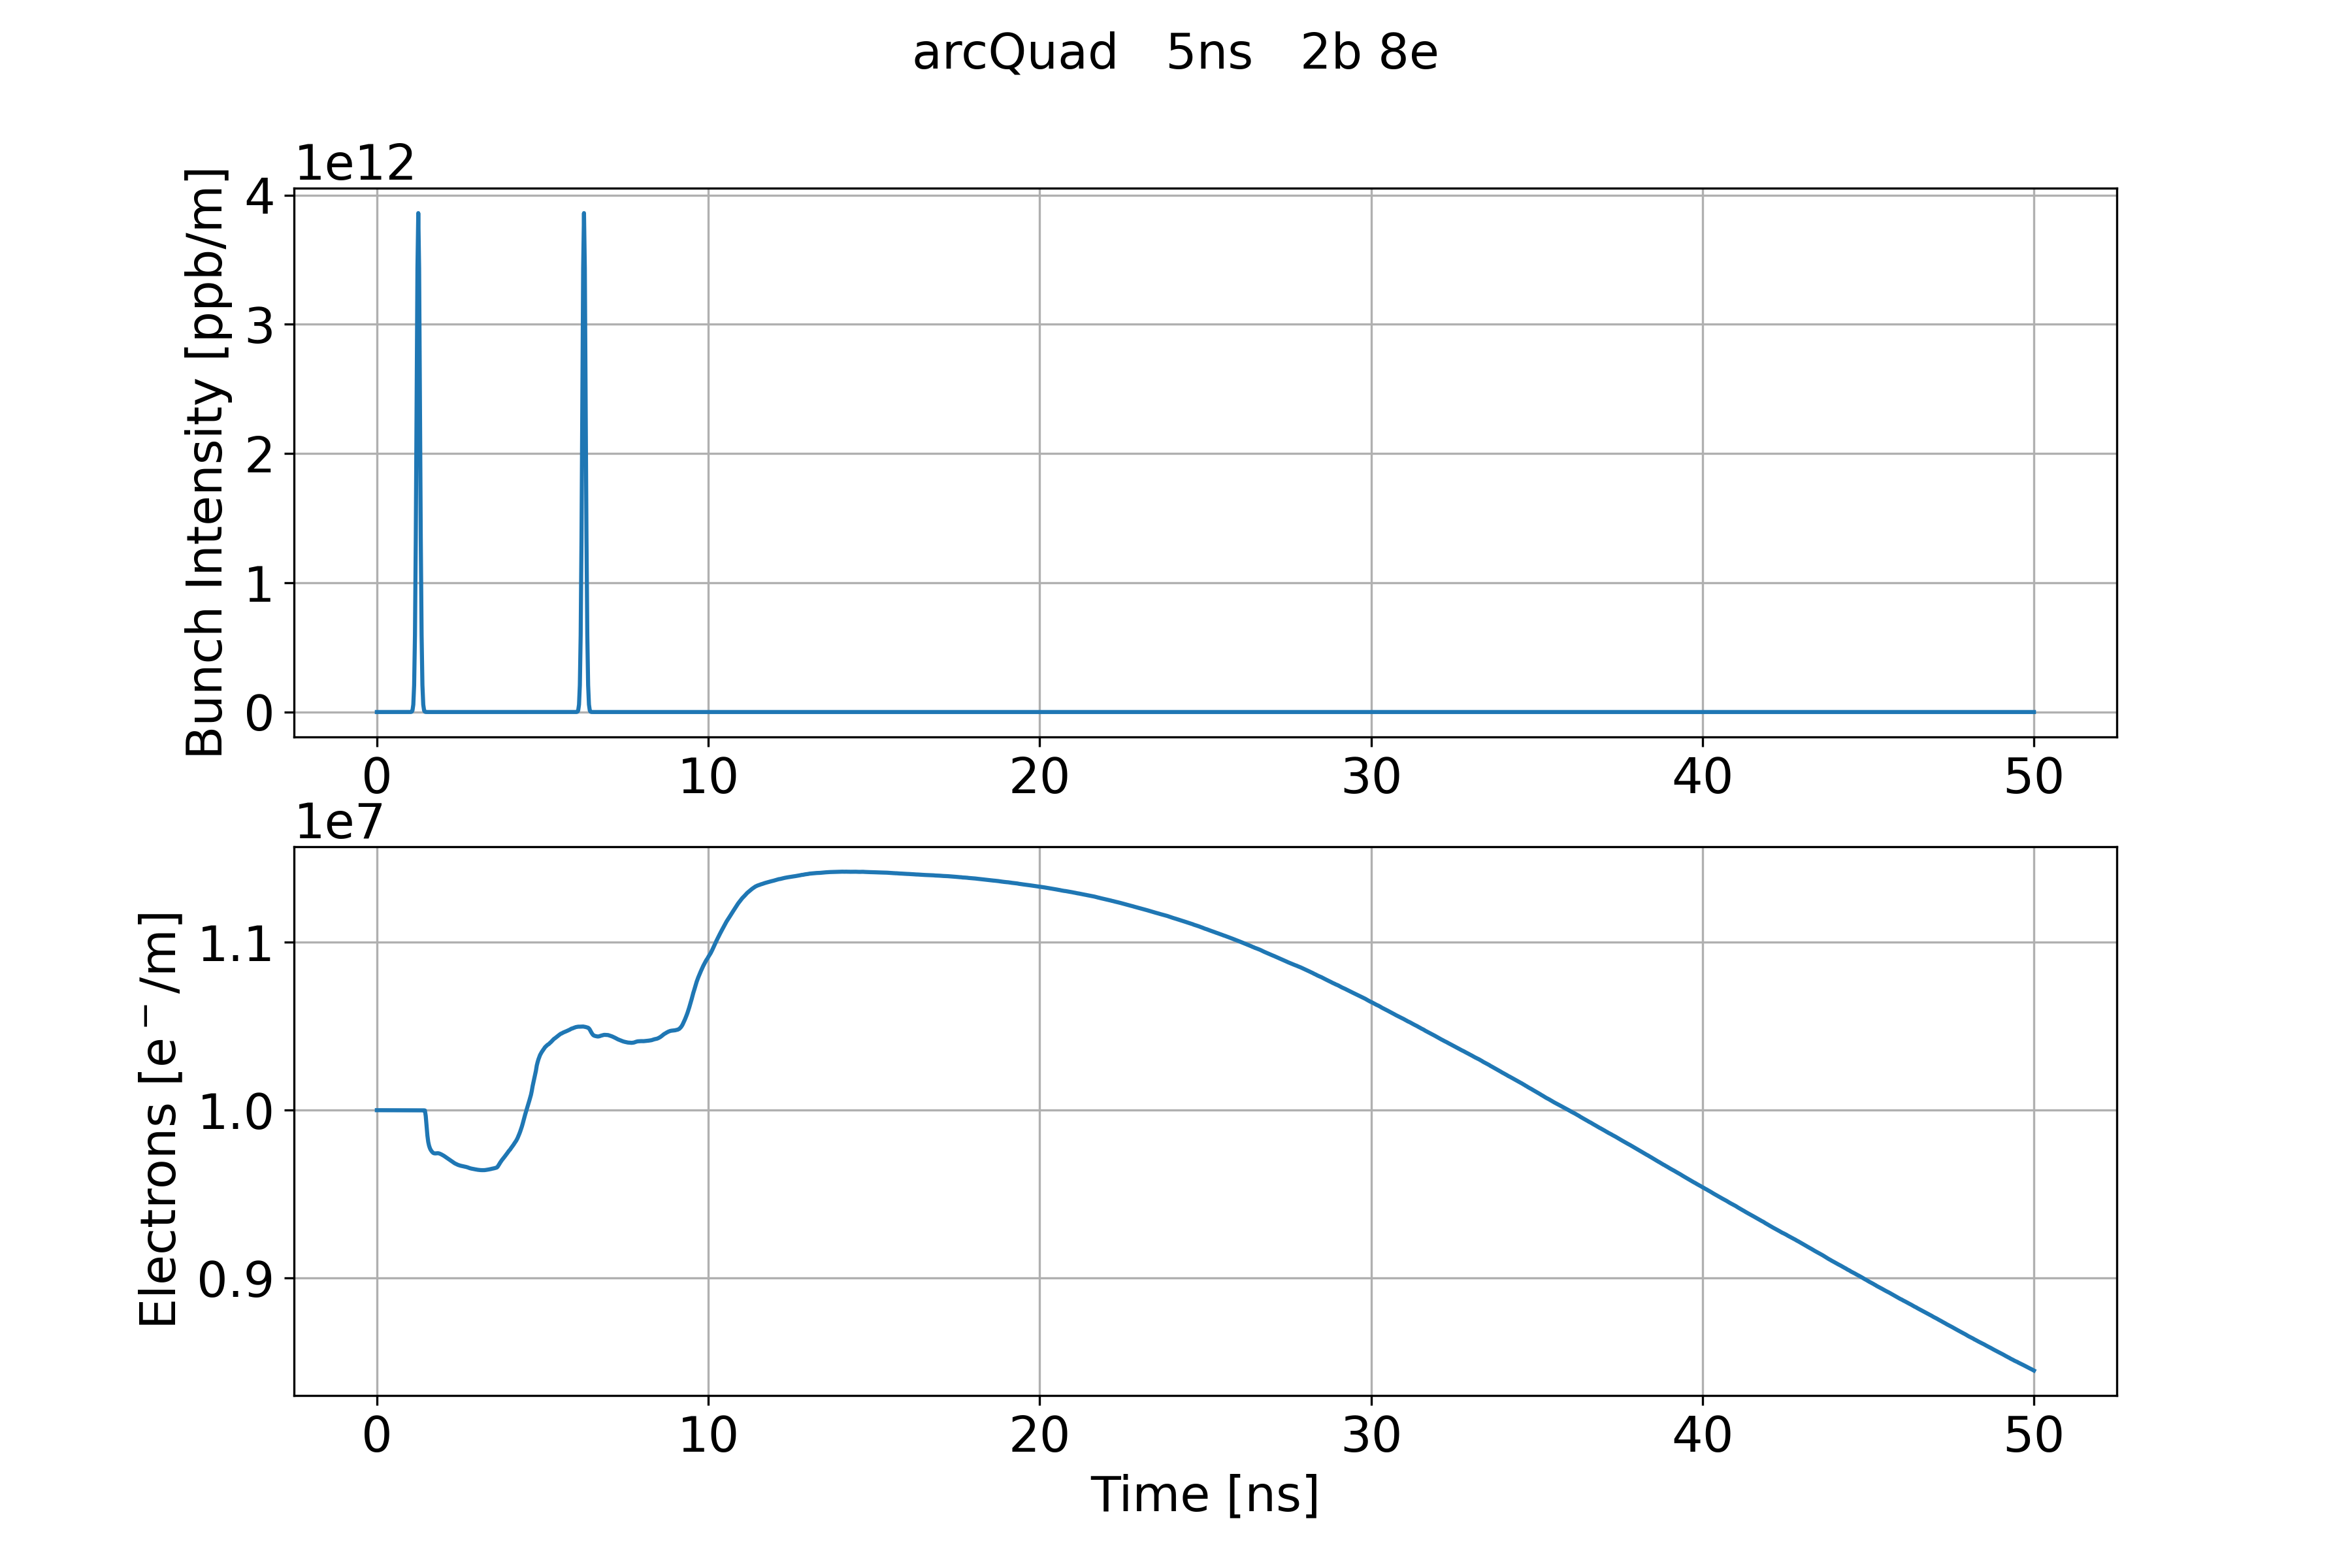 arcQuad 5ns 2b 8e
1e12
Bunch Intensity [ppb/m]
4
3
2
1
0
0 10 20 30 40 50
1e7
Electrons [e⁻/m]
1.1
1.0
0.9
0 10 20 30 40 50
Time [ns]